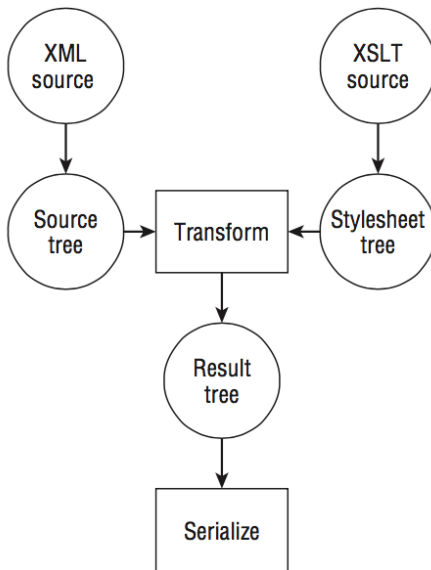 XML
source
XSLT
source
Source
tree
Transform
Stylesheet
tree
Result
tree
Serialize